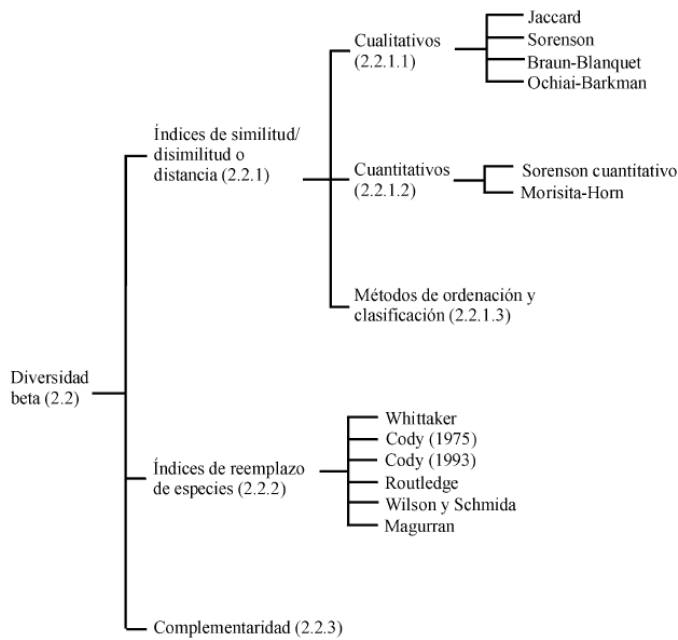 Diversidad
beta (2.2)
Índices de similitud/
disimilitud o
distancia (2.2.1)
Cualitativos
(2.2.1.1)
Jaccard
Sorenson
Braun-Blanquet
Ochiai-Barkman
Cuantitativos
(2.2.1.2)
Sorenson cuantitativo
Morisita-Horn
Métodos de ordenación y
clasificación (2.2.1.3)
Índices de reemplazo
de especies (2.2.2)
Whittaker
Cody (1975)
Cody (1993)
Routledge
Wilson y Schmida
Magurran
Complementaridad (2.2.3)